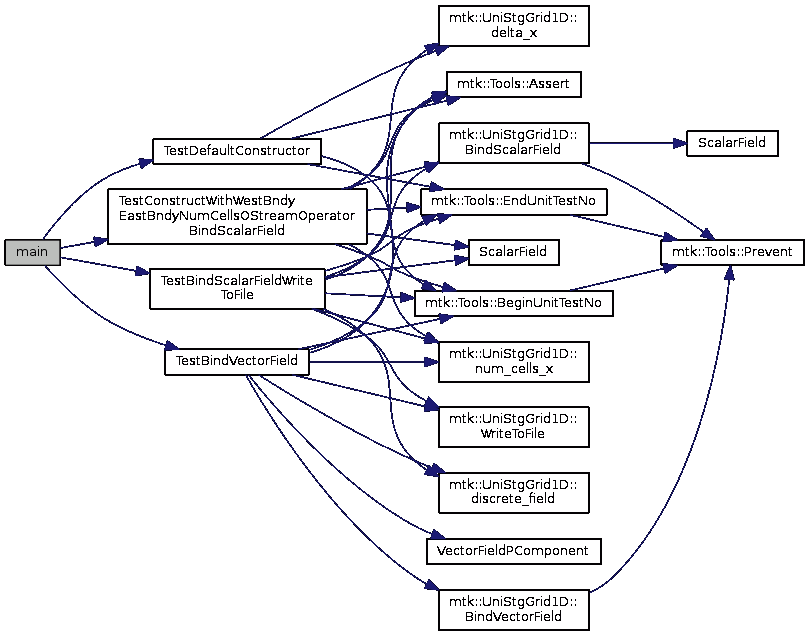 main
TestDefaultConstructor
TestConstructWithWestBndy
EastBndyNumCellsOStreamOperator
BindScalarField
TestBindScalarFieldWrite
ToFile
TestBindVectorField
mtk::UniStgGrid1D::
delta_x
mtk::Tools::Assert
mtk::UniStgGrid1D::
BindScalarField
mtk::Tools::EndUnitTestNo
ScalarField
mtk::Tools::BeginUnitTestNo
mtk::UniStgGrid1D::
num_cells_x
mtk::UniStgGrid1D::
WriteToFile
mtk::UniStgGrid1D::
discrete_field
VectorFieldPComponent
mtk::UniStgGrid1D::
BindVectorField
ScalarField
mtk::Tools::Prevent